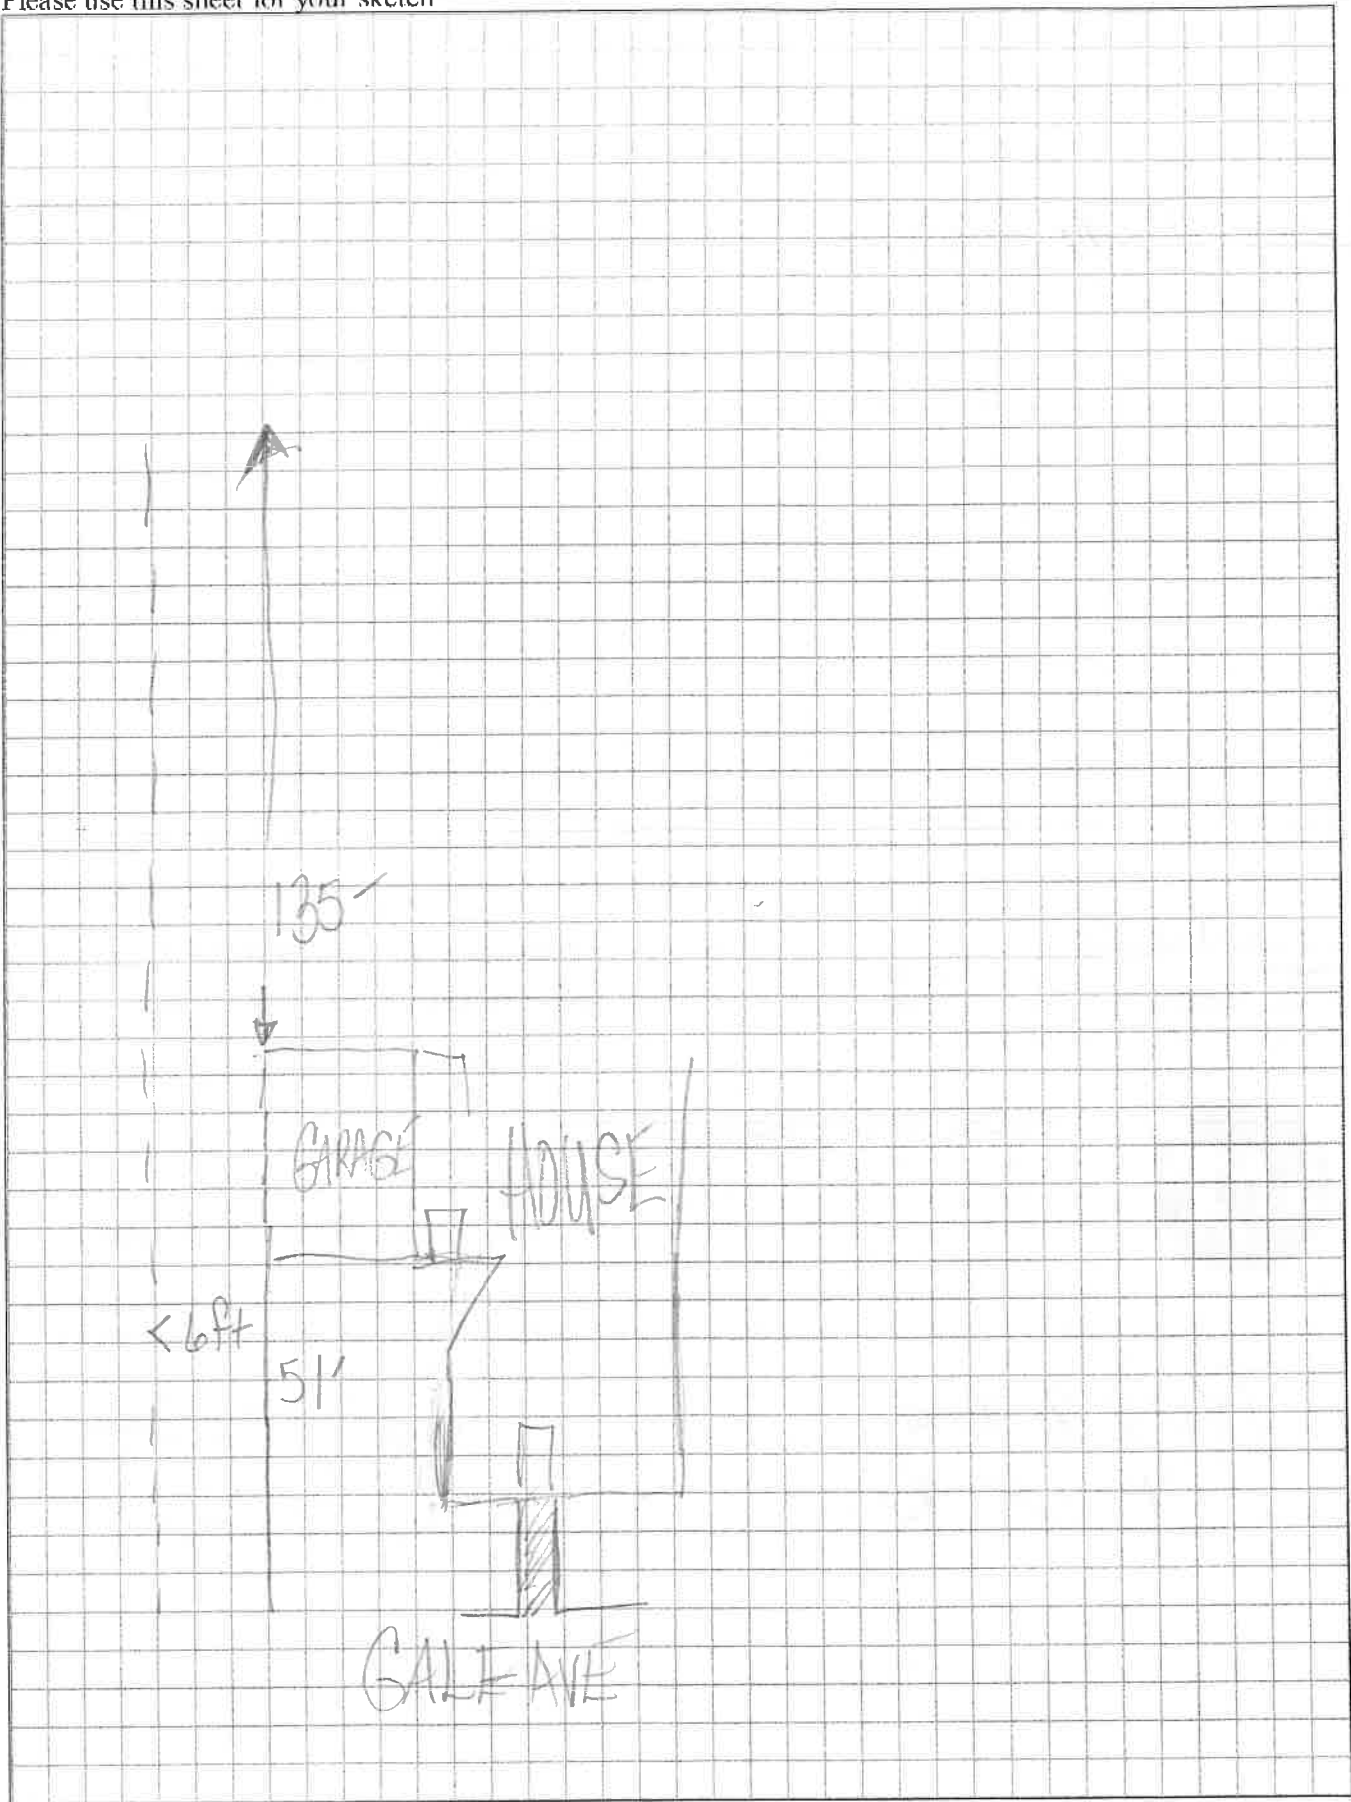 Please use this sheet for your sketch
135'
GARAGE
HOUSE
<6ft
51'
GALE AVE